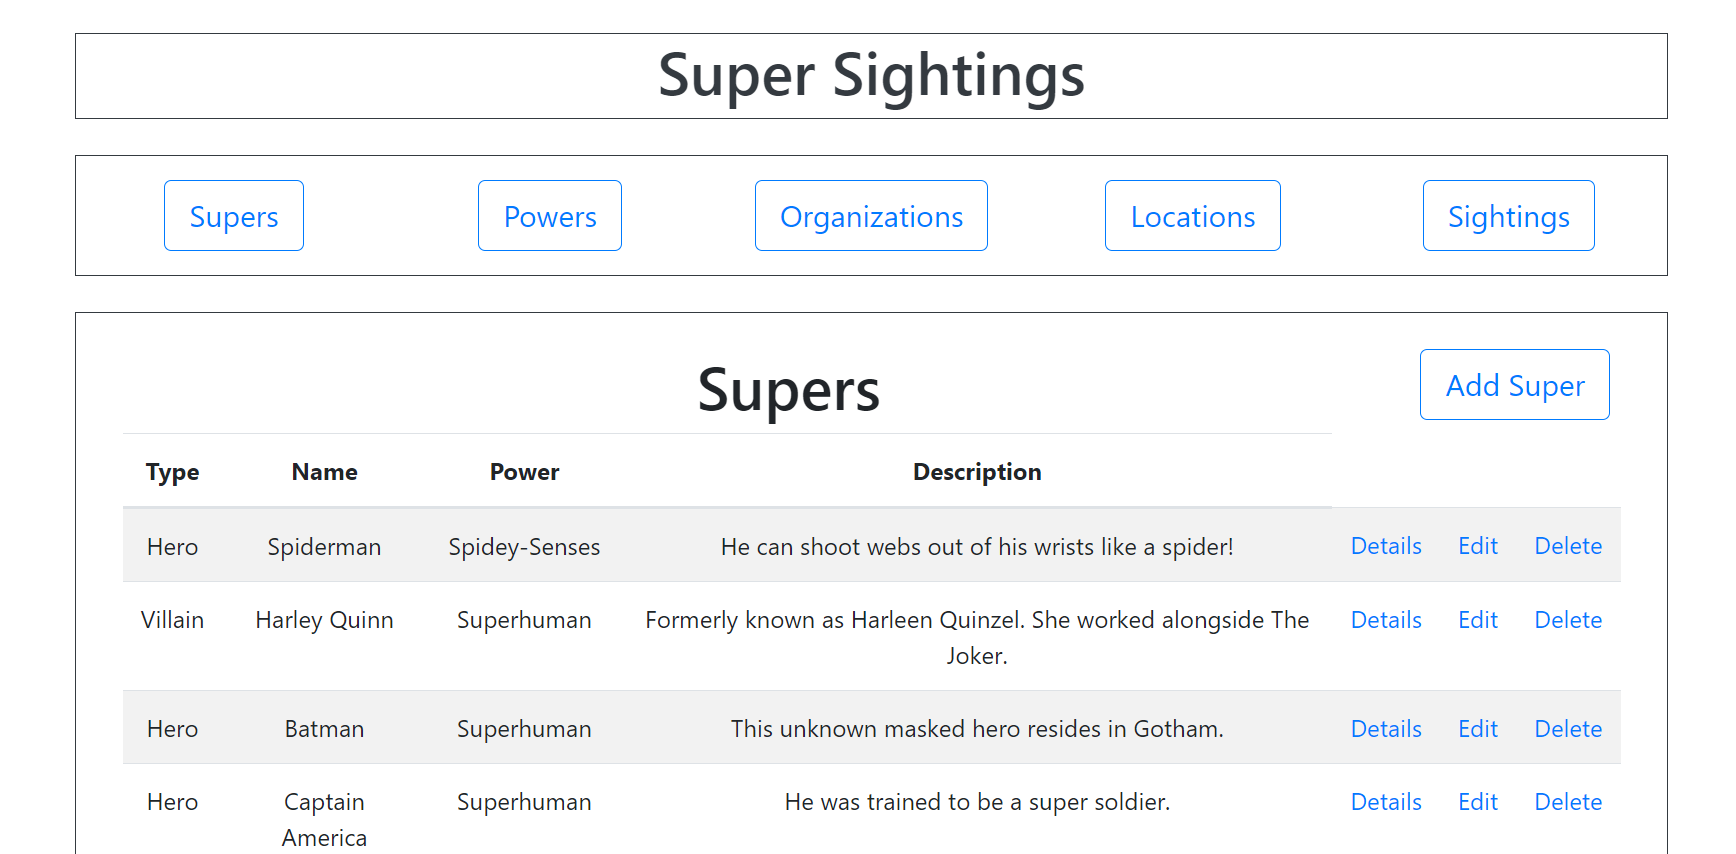 Super Sightings
Supers Powers Organizations Locations Sightings
Supers Add Super
Type Name Power Description
Hero Spiderman Spidey-Senses He can shoot webs out of his wrists like a spider! Details Edit Delete
Villain Harley Quinn Superhuman Formerly known as Harleen Quinzel. She worked alongside The Details Edit Delete
Joker.
Hero Batman Superhuman This unknown masked hero resides in Gotham. Details Edit Delete
Hero Captain Superhuman He was trained to be a super soldier. Details Edit Delete
America